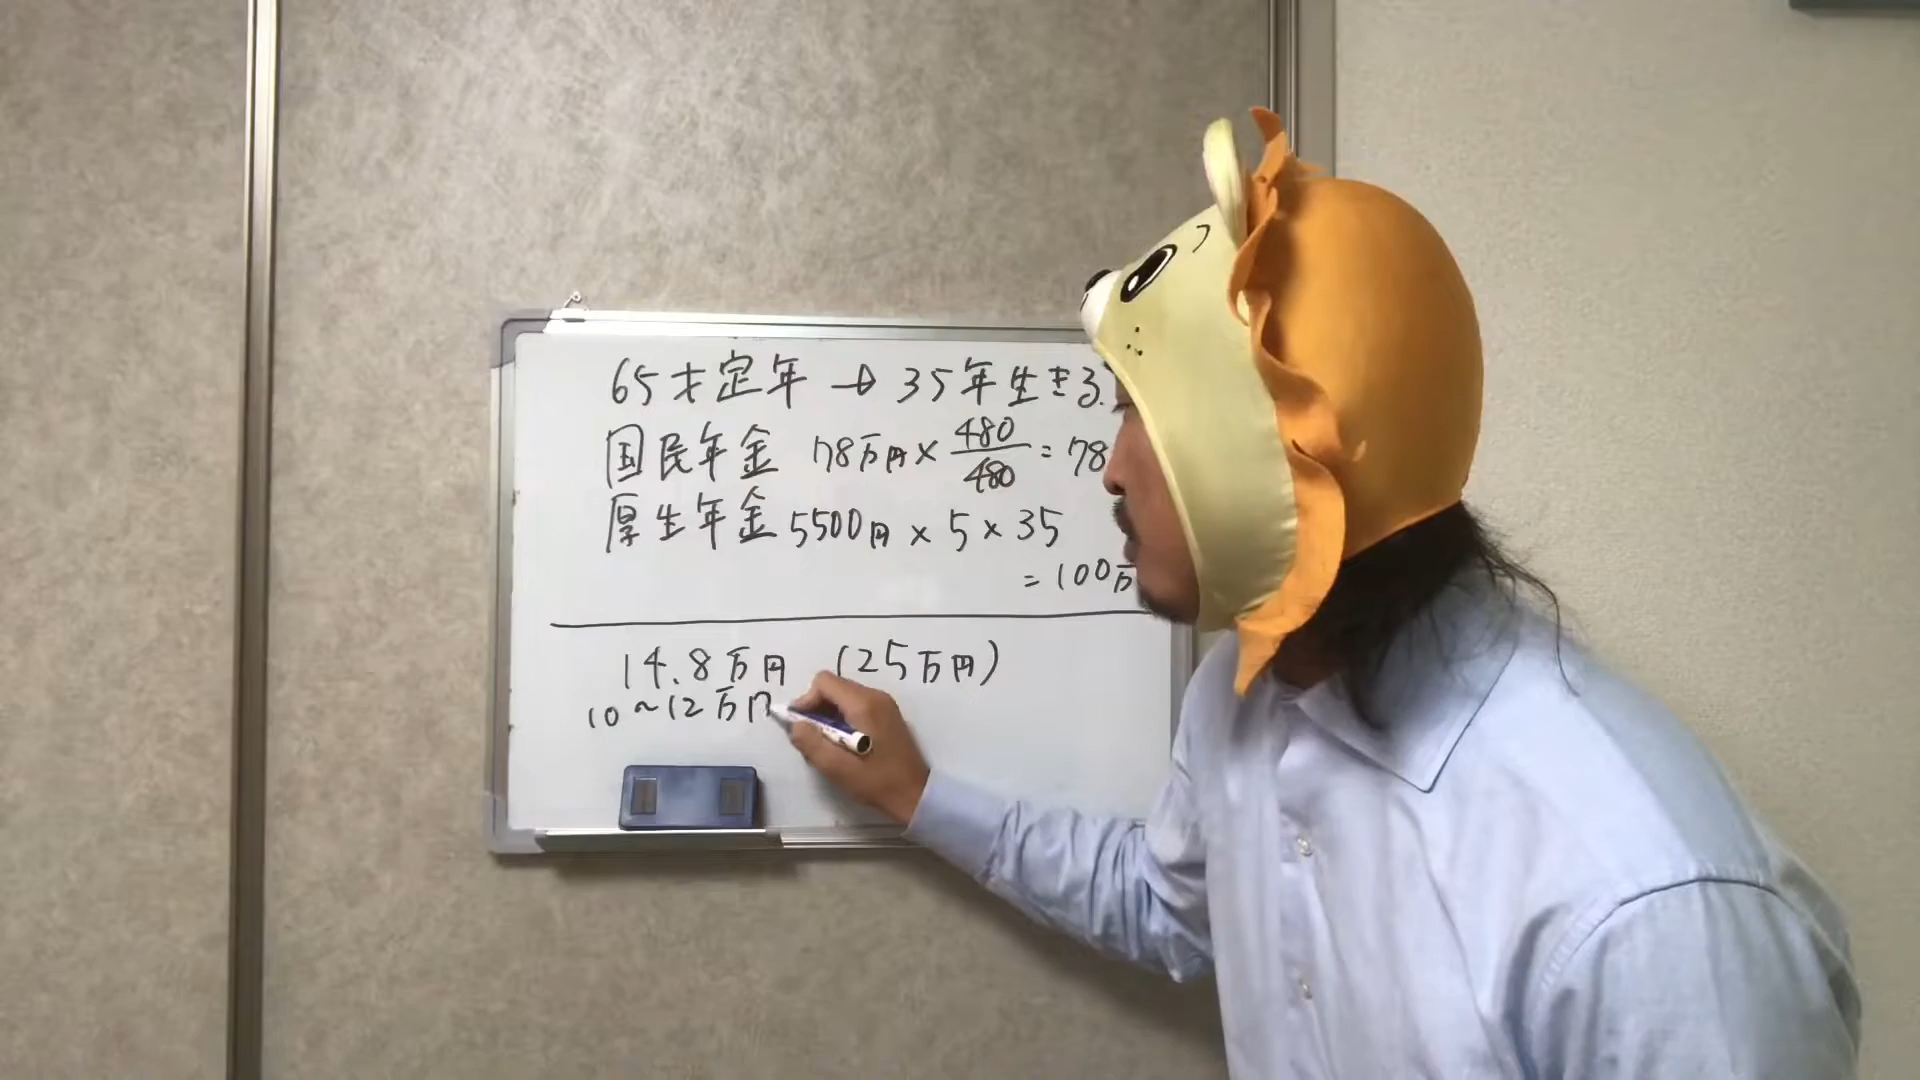 65才定年 → 35年生きる.
国民年金 78万円×480/480=78
厚生年金 5500円×5×35
=100万
14.8万円 (25万円)
10~12万円